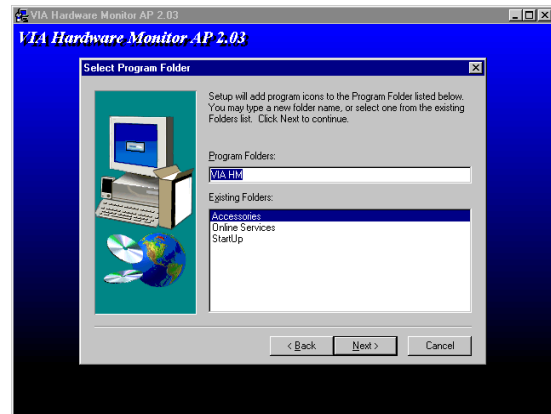 VIA Hardware Monitor AP 2.03
VIA Hardware Monitor AP 2.03
Select Program Folder
Setup will add program icons to the Program Folder listed below.
You may type a new folder name, or select one from the existing
Folders list. Click Next to continue.
Program Folders:
VIA HM
Existing Folders:
Accessories
Online Services
StartUp
< Back
Next >
Cancel